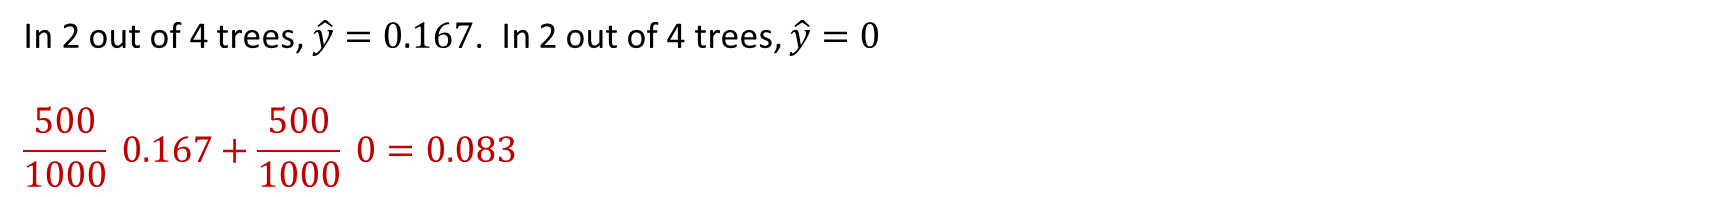 In 2 out of 4 trees, ŷ = 0.167. In 2 out of 4 trees, ŷ = 0
500/1000 0.167 + 500/1000 0 = 0.083